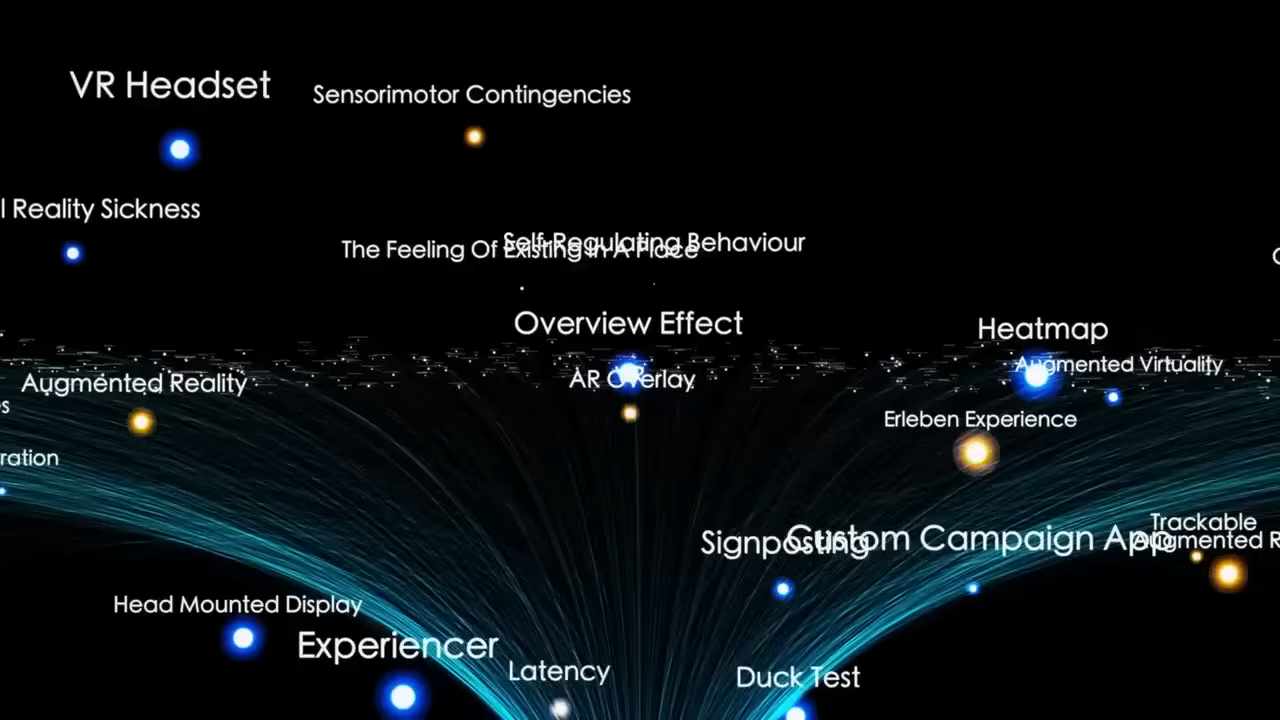 VR Headset
Sensorimotor Contingencies
l Reality Sickness
Self-Regulating Behaviour
The Feeling Of Existing In A Place
Overview Effect
Heatmap
Augmented Virtuality
AR Overlay
Augmented Reality
Erleben Experience
ration
Trackable
Signposting
Custom Campaign App
Augmented R
Head Mounted Display
Experiencer
Latency
Duck Test